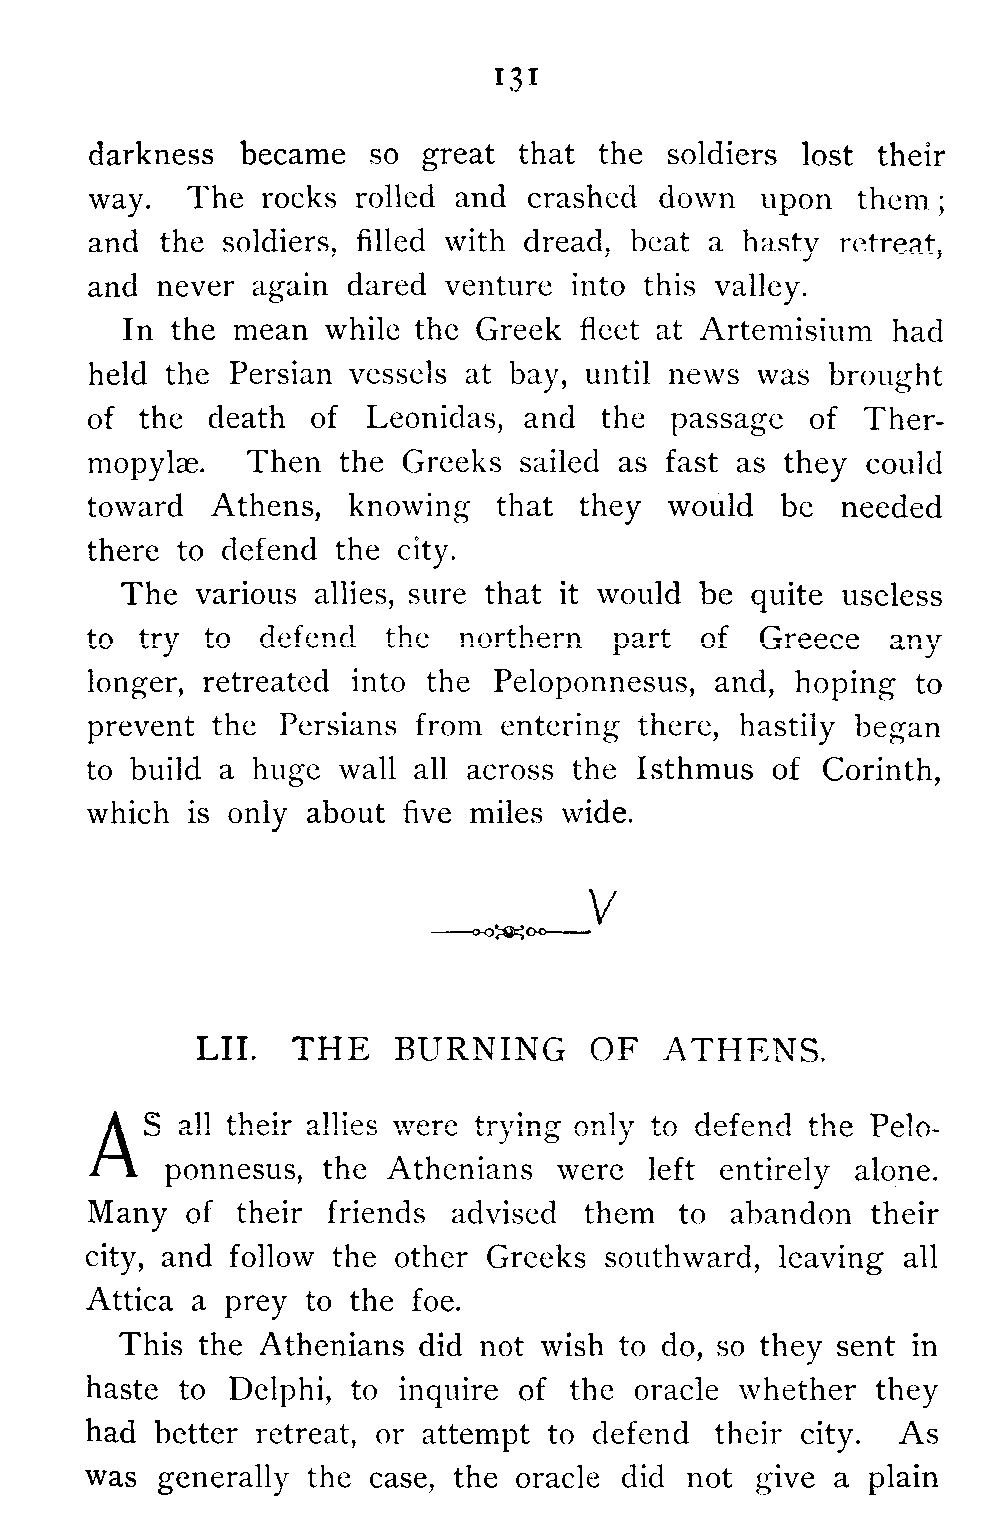 131
darkness became so great that the soldiers lost their
way. The rocks rolled and crashed down upon them;
and the soldiers, filled with dread, beat a hasty retreat,
and never again dared venture into this valley.
In the mean while the Greek fleet at Artemisium had
held the Persian vessels at bay, until news was brought
of the death of Leonidas, and the passage of Ther-
mopylæ. Then the Greeks sailed as fast as they could
toward Athens, knowing that they would be needed
there to defend the city.
The various allies, sure that it would be quite useless
to try to defend the northern part of Greece any
longer, retreated into the Peloponnesus, and, hoping to
prevent the Persians from entering there, hastily began
to build a huge wall all across the Isthmus of Corinth,
which is only about five miles wide.
V
LII. THE BURNING OF ATHENS.
AS all their allies were trying only to defend the Pelo-
ponnesus, the Athenians were left entirely alone.
Many of their friends advised them to abandon their
city, and follow the other Greeks southward, leaving all
Attica a prey to the foe.
This the Athenians did not wish to do, so they sent in
haste to Delphi, to inquire of the oracle whether they
had better retreat, or attempt to defend their city. As
was generally the case, the oracle did not give a plain